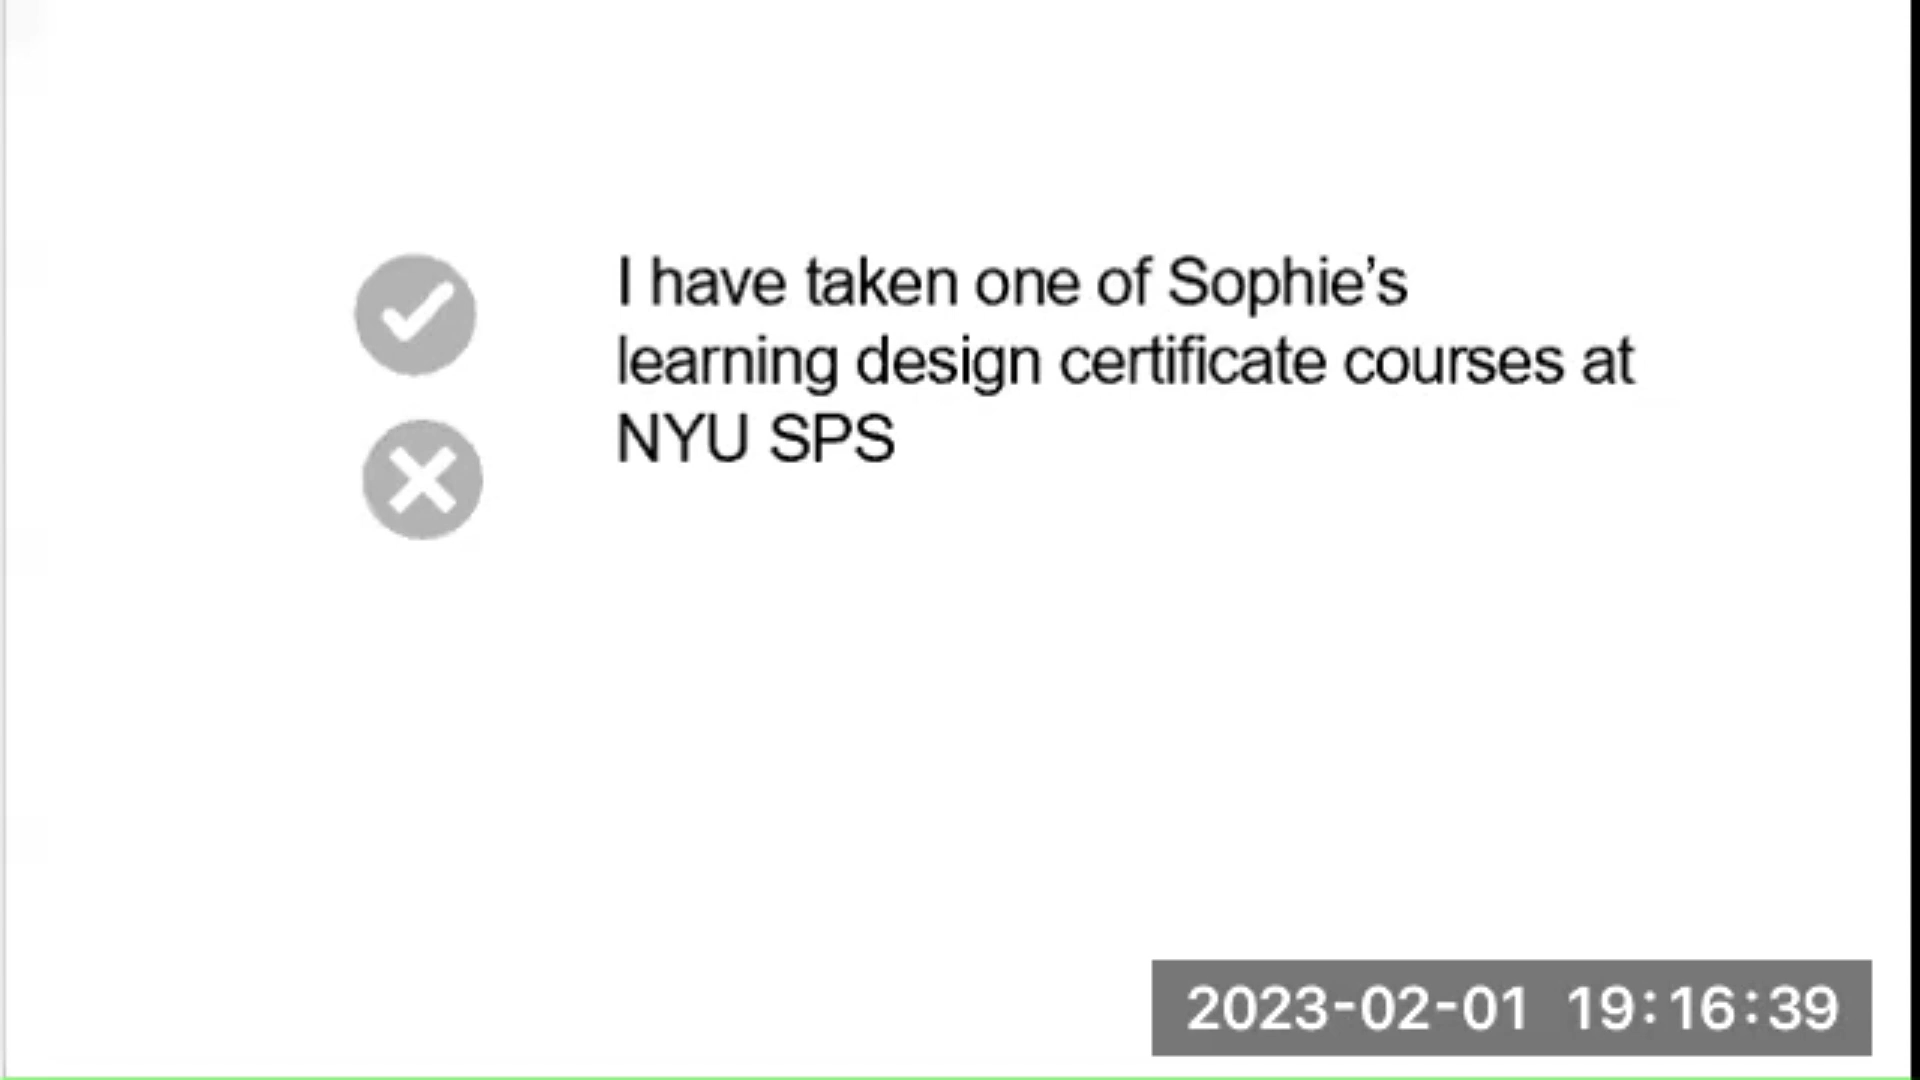 I have taken one of Sophie’s
learning design certificate courses at
NYU SPS
2023-02-01 19:16:39